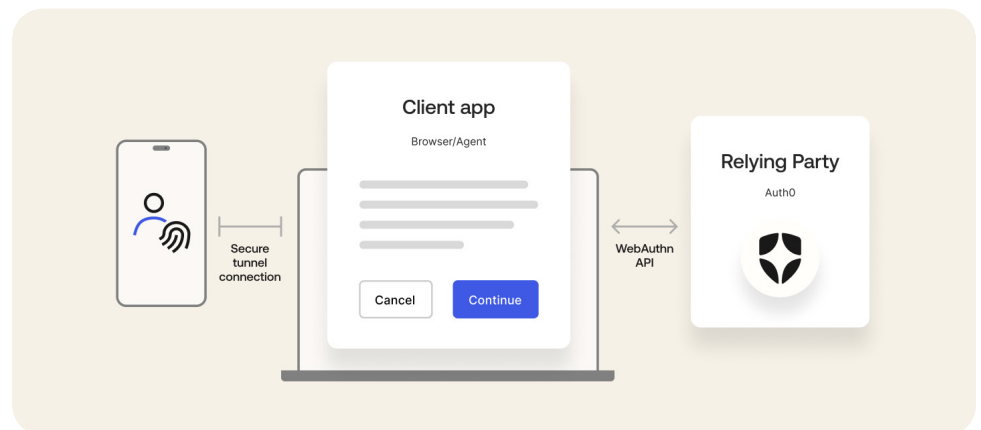 Client app
Browser/Agent
Cancel
Continue
Secure
tunnel
connection
WebAuthn
API
Relying Party
Auth0